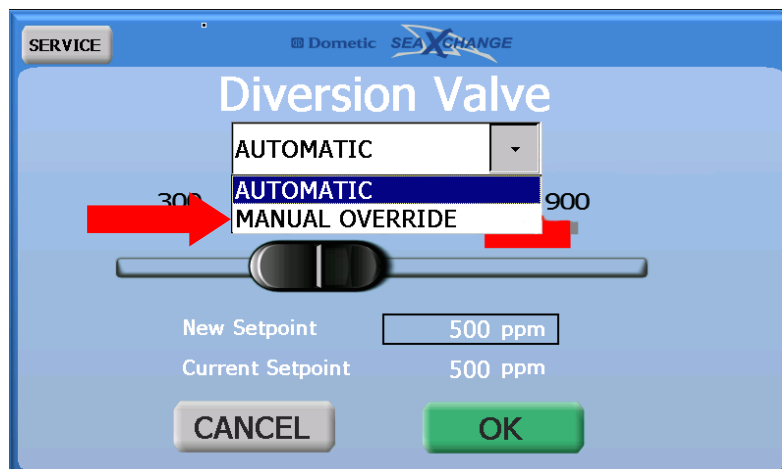 SERVICE
Dometic SEAXCHANGE
Diversion Valve
AUTOMATIC
AUTOMATIC
MANUAL OVERRIDE
300 900
New Setpoint 500 ppm
Current Setpoint 500 ppm
CANCEL OK